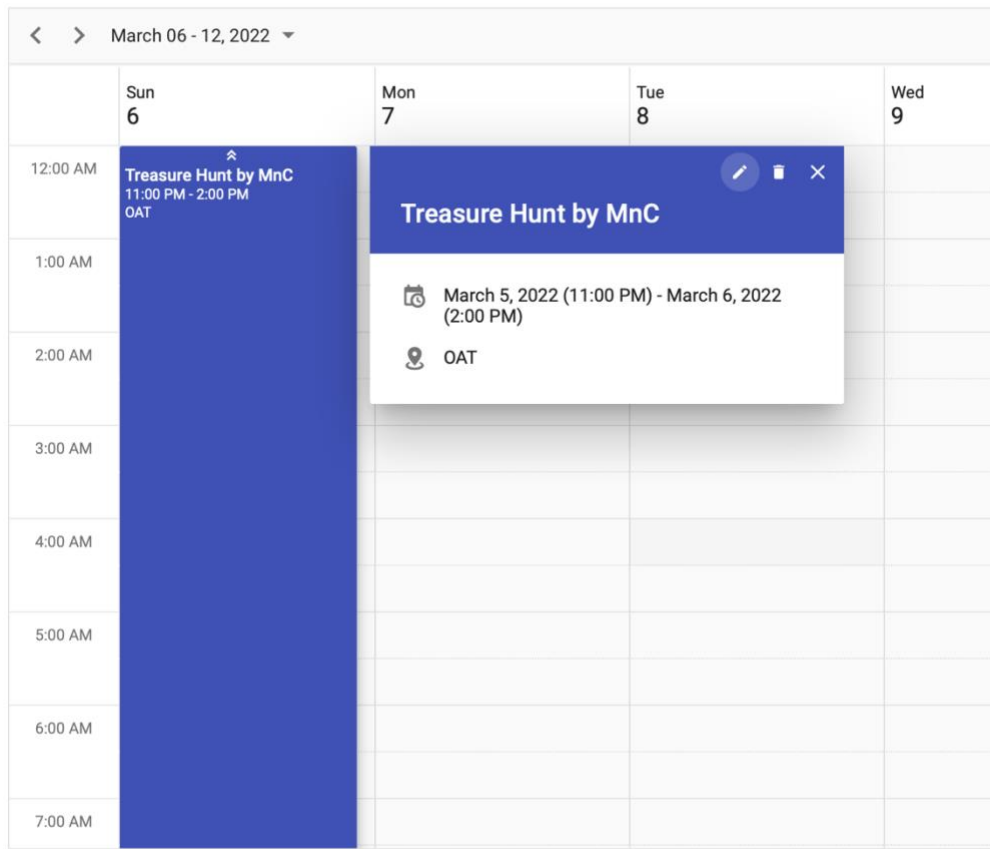 March 06 - 12, 2022
Sun
6
Mon
7
Tue
8
Wed
9
12:00 AM
Treasure Hunt by MnC
11:00 PM - 2:00 PM
OAT
Treasure Hunt by MnC
March 5, 2022 (11:00 PM) - March 6, 2022
(2:00 PM)
OAT
1:00 AM
2:00 AM
3:00 AM
4:00 AM
5:00 AM
6:00 AM
7:00 AM